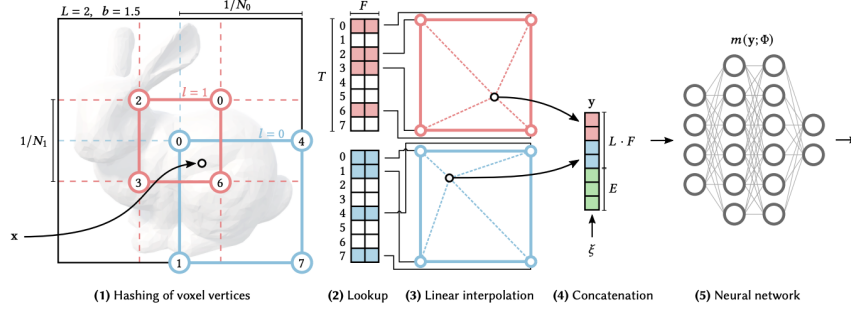 L = 2, b = 1.5
1/N₀
l = 1
2
0
l = 0
0
4
1/N₁
3
6
x
1
7
F
T
0
1
2
3
4
5
6
7
0
1
2
3
4
5
6
7
y
L · F
E
ξ
m(y; Φ)
(1) Hashing of voxel vertices
(2) Lookup
(3) Linear interpolation
(4) Concatenation
(5) Neural network